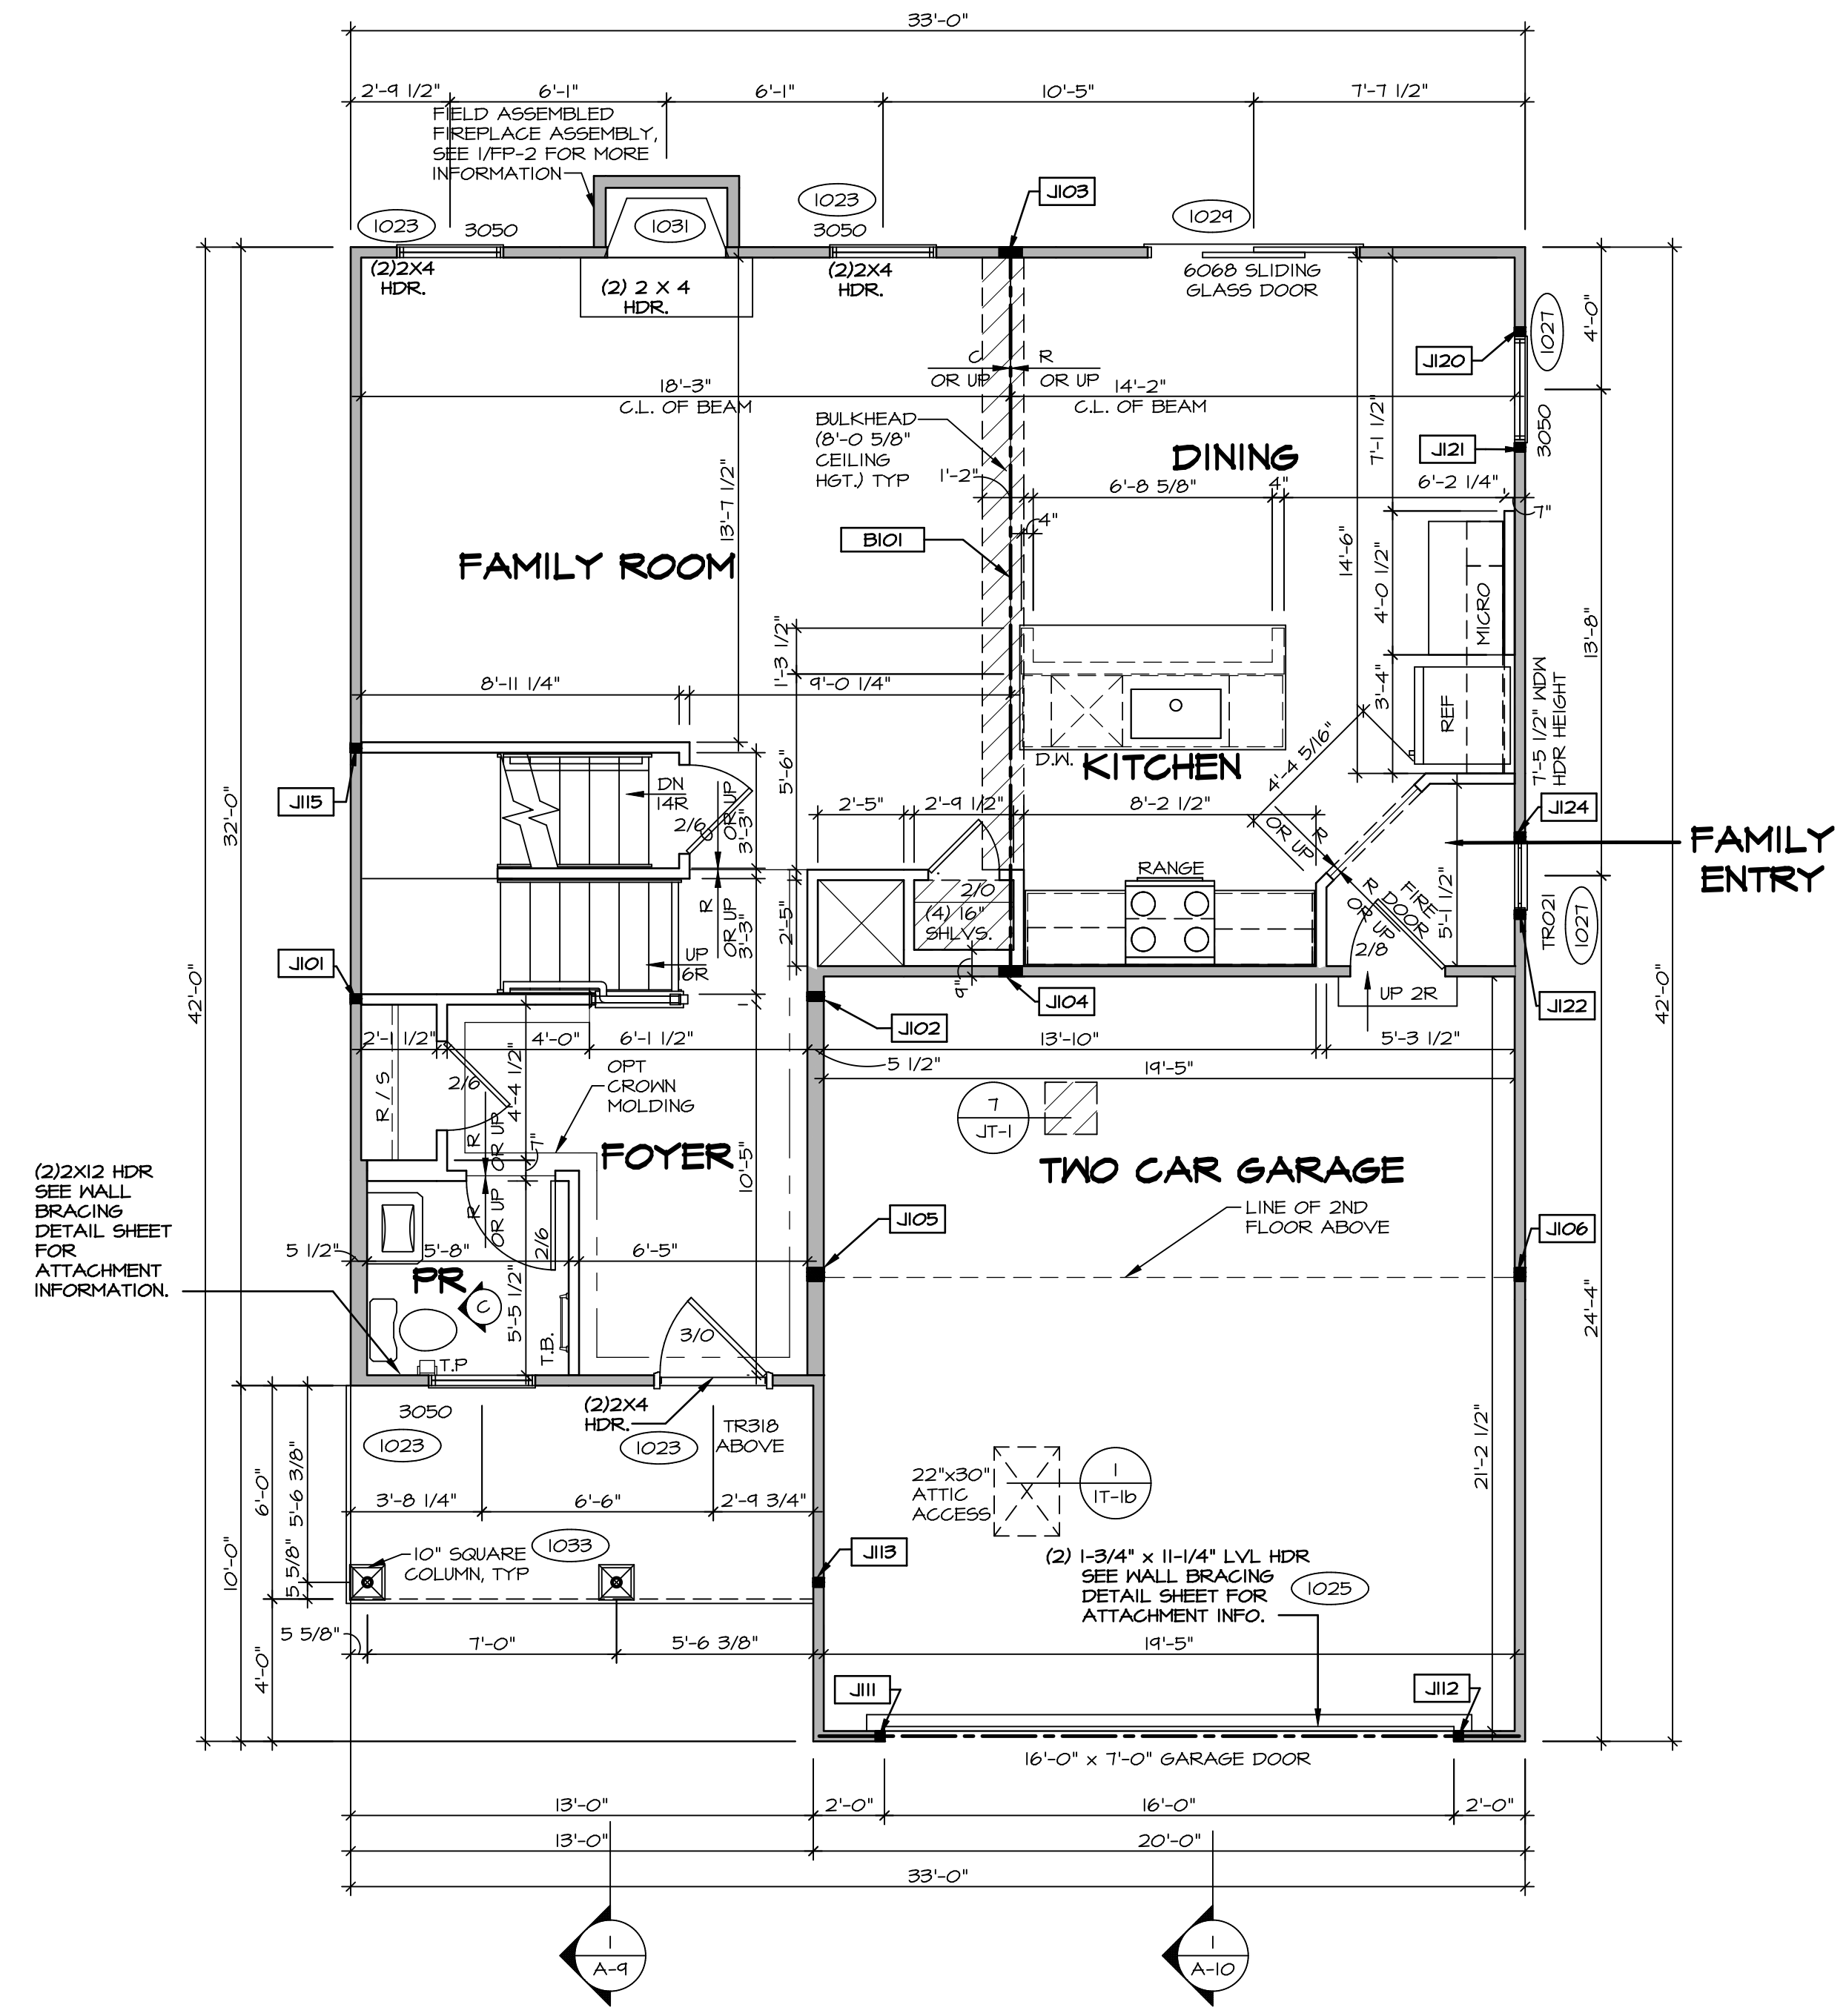 33'-0"
2'-9 1/2"
6'-1"
6'-1"
10'-5"
7'-7 1/2"
FIELD ASSEMBLED
FIREPLACE ASSEMBLY,
SEE 1/FP-2 FOR MORE
INFORMATION
1023
3050
1031
1023
3050
J103
1029
(2)2X4
HDR.
(2) 2 X 4
HDR.
(2)2X4
HDR.
6068 SLIDING
GLASS DOOR
1027
4'-0"
J120
C
OR UP
R
OR UP
18'-3"
C.L. OF BEAM
14'-2"
C.L. OF BEAM
BULKHEAD
(8'-0 5/8"
CEILING
HGT.) TYP
DINING
7'-1 1/2"
J121
3050
1'-2"
6'-8 5/8"
4"
6'-2 1/4"
7"
13'-7 1/2"
4"
B101
FAMILY ROOM
14'-6"
4'-0 1/2"
MICRO
13'-8"
1'-3 1/2"
8'-11 1/4"
9'-0 1/4"
3'-4"
REF
7'-5 1/2" WDW
HDR HEIGHT
D.W.
KITCHEN
4'-4 5/16"
5'-6"
J115
DN
14R
2/6
C
OR UP
3'-3"
2'-5"
2'-9 1/2"
8'-2 1/2"
R
OR UP
J124
FAMILY
ENTRY
32'-0"
RANGE
2/0
(4) 16"
SHLVS.
R
OR UP
FIRE
DOOR
2/8
5'-1 1/2"
TR021
1027
R
OR UP
3'-3"
2'-5"
UP
6R
J101
9"
J104
UP 2R
J122
42'-0"
42'-0"
J102
2'-1 1/2"
4'-0"
6'-1 1/2"
13'-10"
5'-3 1/2"
5 1/2"
19'-5"
R / S
2/6
4'-4 1/2"
OPT
CROWN
MOLDING
7
JT-1
R
OR UP
7"
FOYER
10'-5"
TWO CAR GARAGE
(2)2X12 HDR
SEE WALL
BRACING
DETAIL SHEET
FOR
ATTACHMENT
INFORMATION.
R
OR UP
2/6
J105
LINE OF 2ND
FLOOR ABOVE
J106
5 1/2"
5'-8"
6'-5"
PR
C
5'-5 1/2"
T.B.
3/0
T.P
24'-4"
3050
1023
(2)2X4
HDR.
1023
TR318
ABOVE
21'-2 1/2"
22"x30"
ATTIC
ACCESS
X
1
1T-1b
6'-0"
5'-6 3/8"
3'-8 1/4"
6'-6"
2'-9 3/4"
1033
10" SQUARE
COLUMN, TYP
J113
(2) 1-3/4" x 11-1/4" LVL HDR
SEE WALL BRACING
DETAIL SHEET FOR
ATTACHMENT INFO.
1025
10'-0"
5 5/8"
5 5/8"
7'-0"
5'-6 3/8"
19'-5"
4'-0"
J111
J112
16'-0" x 7'-0" GARAGE DOOR
13'-0"
2'-0"
16'-0"
2'-0"
13'-0"
20'-0"
33'-0"
1
A-9
1
A-10